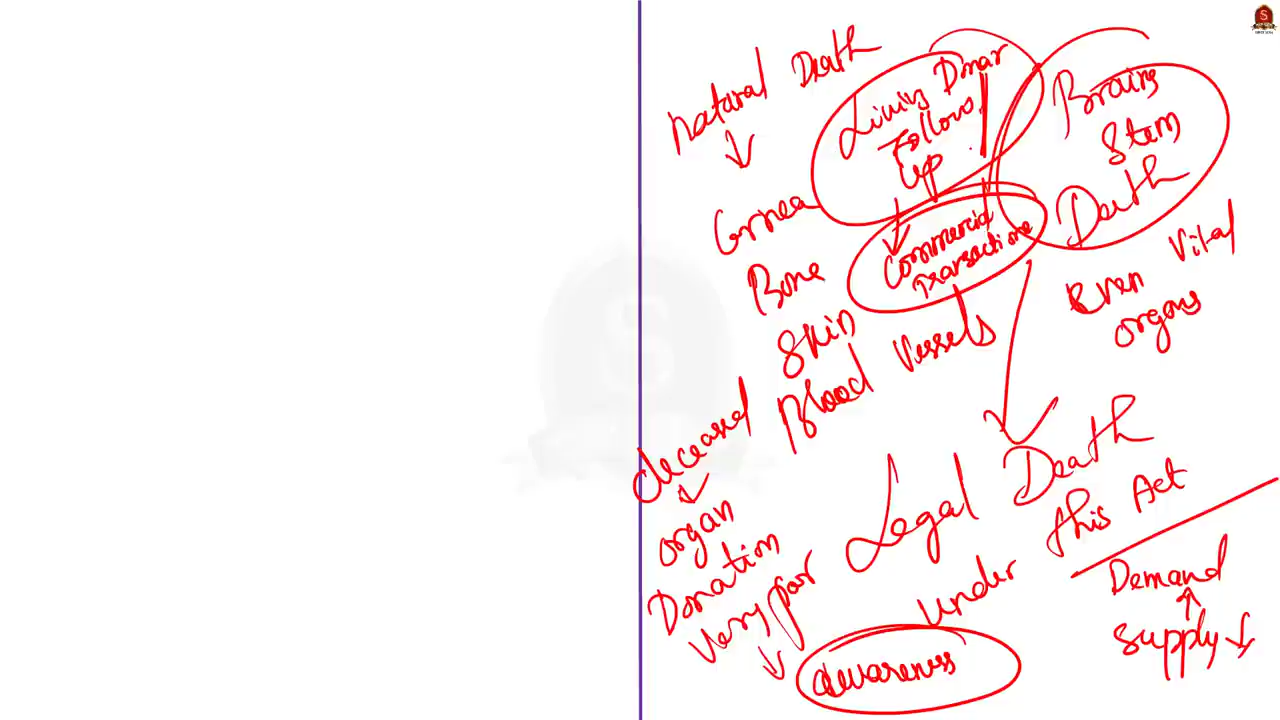 Natural Death
Cornea
Bone
Skin
Blood Vessels
Living Donar
Follow
up
Commercial
Transactions
Brain
Stem
Death
Even Vital
organs
Legal Death
under this Act
deceased
organ
Donation
Very poor
awareness
Demand
Supply